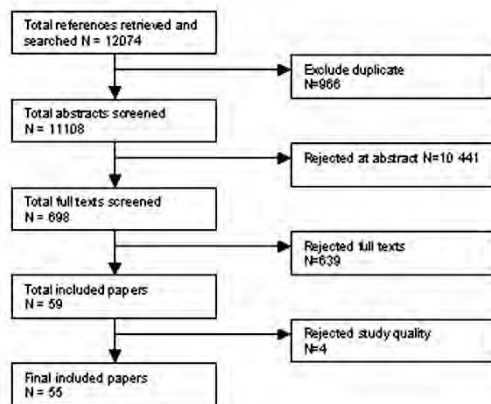 Total references retrieved and
searched N = 12074
Exclude duplicate
N=966
Total abstracts screened
N = 11108
Rejected at abstract N=10 441
Total full texts screened
N = 698
Rejected full texts
N=639
Total included papers
N = 59
Rejected study quality
N=4
Final included papers
N = 55